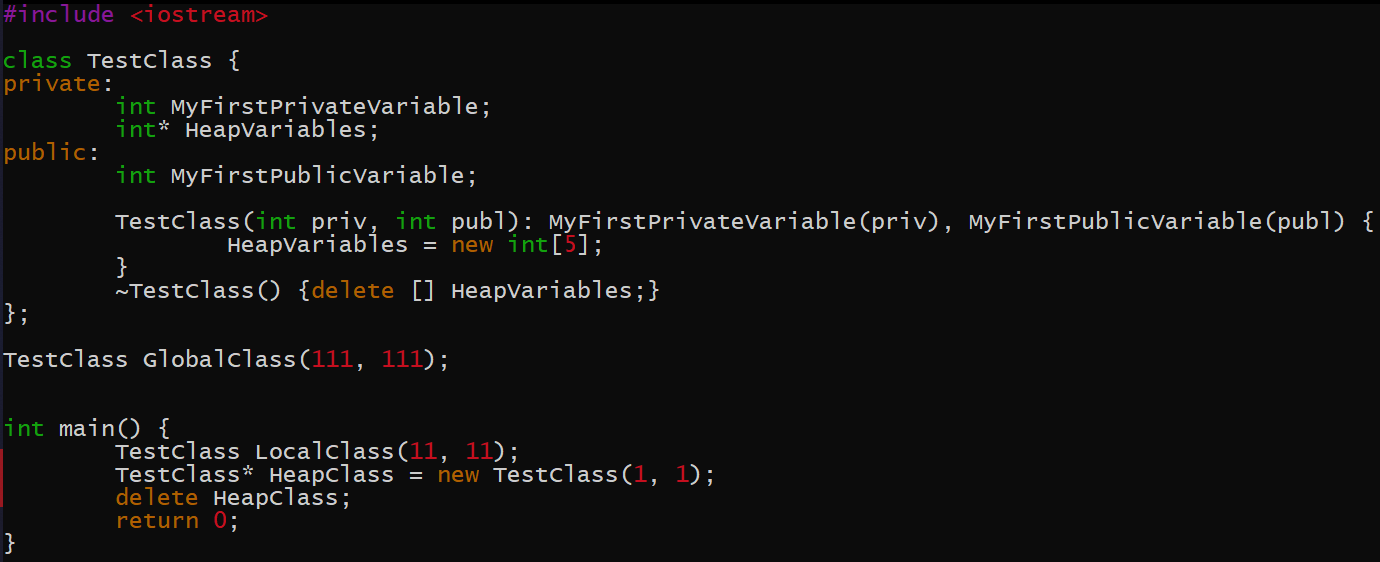 #include <iostream>
class TestClass {
private:
int MyFirstPrivateVariable;
int* HeapVariables;
public:
int MyFirstPublicVariable;
TestClass(int priv, int publ): MyFirstPrivateVariable(priv), MyFirstPublicVariable(publ) {
HeapVariables = new int[5];
}
~TestClass() {delete [] HeapVariables;}
};
TestClass GlobalClass(111, 111);
int main() {
TestClass LocalClass(11, 11);
TestClass* HeapClass = new TestClass(1, 1);
delete HeapClass;
return 0;
}